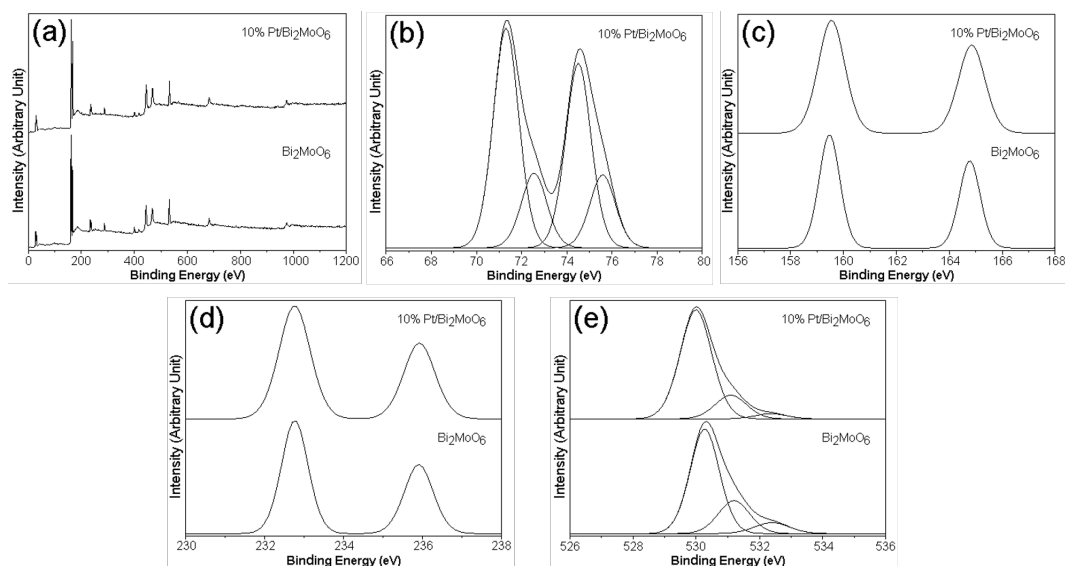 (a)
10% Pt/Bi₂MoO₆
Bi₂MoO₆
Intensity (Arbitrary Unit)
0 200 400 600 800 1000 1200
Binding Energy (eV)
(b)
10% Pt/Bi₂MoO₆
Intensity (Arbitrary Unit)
66 68 70 72 74 76 78 80
Binding Energy (eV)
(c)
10% Pt/Bi₂MoO₆
Bi₂MoO₆
Intensity (Arbitrary Unit)
156 158 160 162 164 166 168
Binding Energy (eV)
(d)
10% Pt/Bi₂MoO₆
Bi₂MoO₆
Intensity (Arbitrary Unit)
230 232 234 236 238
Binding Energy (eV)
(e)
10% Pt/Bi₂MoO₆
Bi₂MoO₆
Intensity (Arbitrary Unit)
526 528 530 532 534 536
Binding Energy (eV)